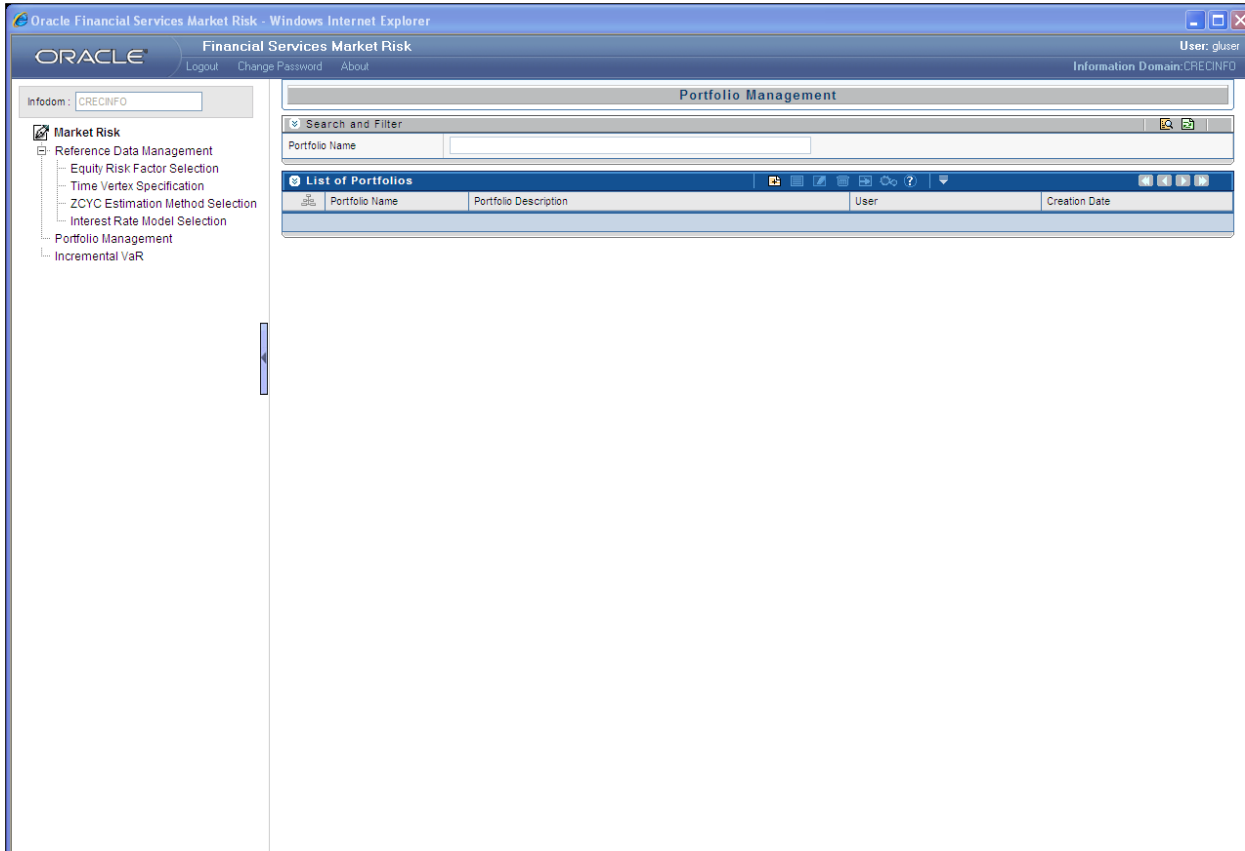 Oracle Financial Services Market Risk - Windows Internet Explorer
ORACLE
Financial Services Market Risk
User: gluser
Logout Change Password About
Information Domain:CRECINFO
Infodom : CRECINFO
Market Risk
Reference Data Management
Equity Risk Factor Selection
Time Vertex Specification
ZCYC Estimation Method Selection
Interest Rate Model Selection
Portfolio Management
Incremental VaR
Portfolio Management
Search and Filter
Portfolio Name
List of Portfolios
Portfolio Name Portfolio Description User Creation Date